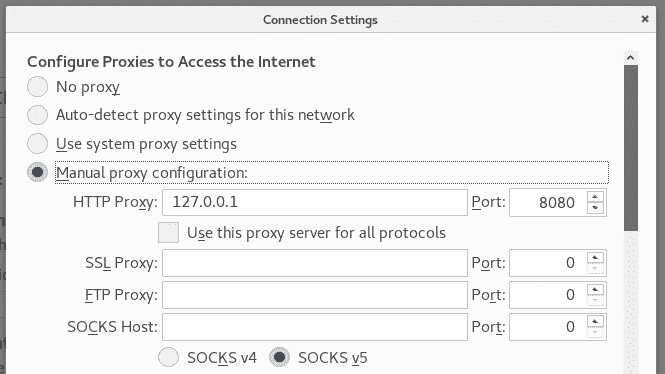 Connection Settings ×
Configure Proxies to Access the Internet
No proxy
Auto-detect proxy settings for this network
Use system proxy settings
Manual proxy configuration:
HTTP Proxy: 127.0.0.1 Port: 8080
Use this proxy server for all protocols
SSL Proxy: Port: 0
FTP Proxy: Port: 0
SOCKS Host: Port: 0
SOCKS v4 SOCKS v5